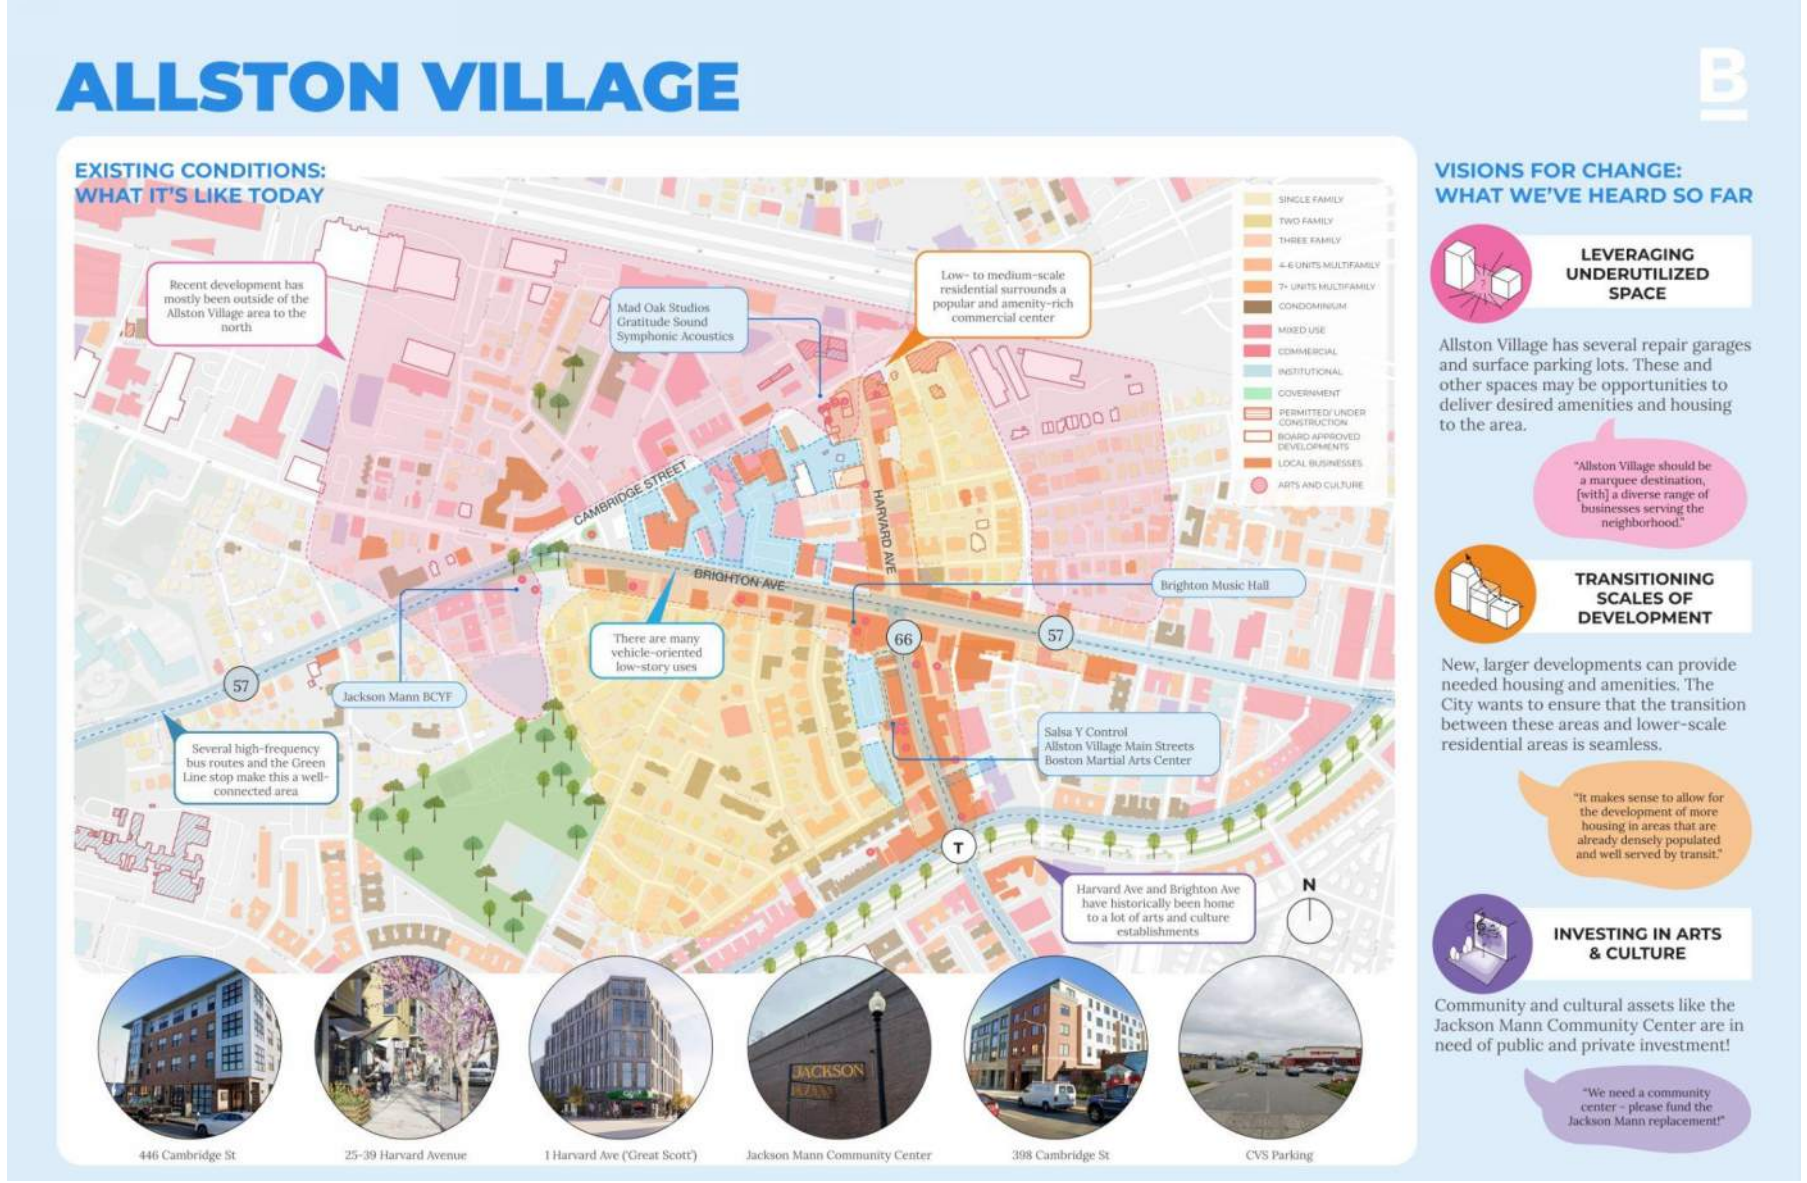 ALLSTON VILLAGE
B
EXISTING CONDITIONS:
WHAT IT'S LIKE TODAY
Recent development has
mostly been outside of the
Allston Village area to the
north
Mad Oak Studios
Gratitude Sound
Symphonic Acoustics
Low- to medium-scale
residential surrounds a
popular and amenity-rich
commercial center
SINGLE FAMILY
TWO FAMILY
THREE FAMILY
4-6 UNITS MULTIFAMILY
7+ UNITS MULTIFAMILY
CONDOMINIUM
MIXED USE
COMMERCIAL
INSTITUTIONAL
GOVERNMENT
PERMITTED/ UNDER
CONSTRUCTION
BOARD APPROVED
DEVELOPMENTS
LOCAL BUSINESSES
ARTS AND CULTURE
CAMBRIDGE STREET
HARVARD AVE
BRIGHTON AVE
Brighton Music Hall
There are many
vehicle-oriented
low-story uses
66
57
57
Jackson Mann BCYF
Several high-frequency
bus routes and the Green
Line stop make this a well-
connected area
Salsa Y Control
Allston Village Main Streets
Boston Martial Arts Center
T
Harvard Ave and Brighton Ave
have historically been home
to a lot of arts and culture
establishments
N
JACKSON
MANN
446 Cambridge St
25-39 Harvard Avenue
1 Harvard Ave ('Great Scott')
Jackson Mann Community Center
398 Cambridge St
CVS Parking
VISIONS FOR CHANGE:
WHAT WE'VE HEARD SO FAR
LEVERAGING
UNDERUTILIZED
SPACE
Allston Village has several repair garages
and surface parking lots. These and
other spaces may be opportunities to
deliver desired amenities and housing
to the area.
"Allston Village should be
a marquee destination,
[with] a diverse range of
businesses serving the
neighborhood."
TRANSITIONING
SCALES OF
DEVELOPMENT
New, larger developments can provide
needed housing and amenities. The
City wants to ensure that the transition
between these areas and lower-scale
residential areas is seamless.
"It makes sense to allow for
the development of more
housing in areas that are
already densely populated
and well served by transit."
INVESTING IN ARTS
& CULTURE
Community and cultural assets like the
Jackson Mann Community Center are in
need of public and private investment!
"We need a community
center - please fund the
Jackson Mann replacement!"